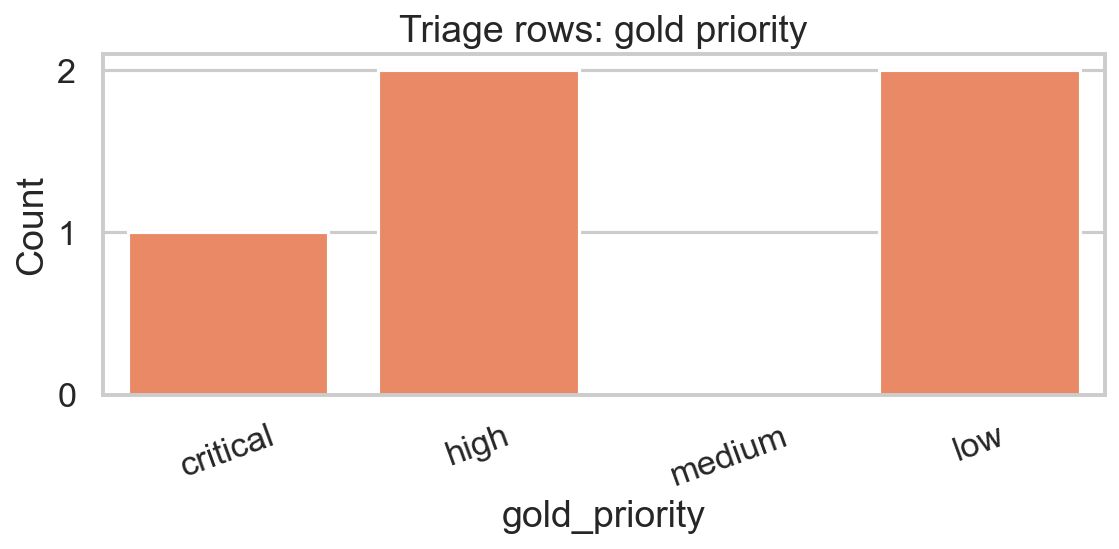 Triage rows: gold priority
2
1
0
Count
critical
high
medium
low
gold_priority